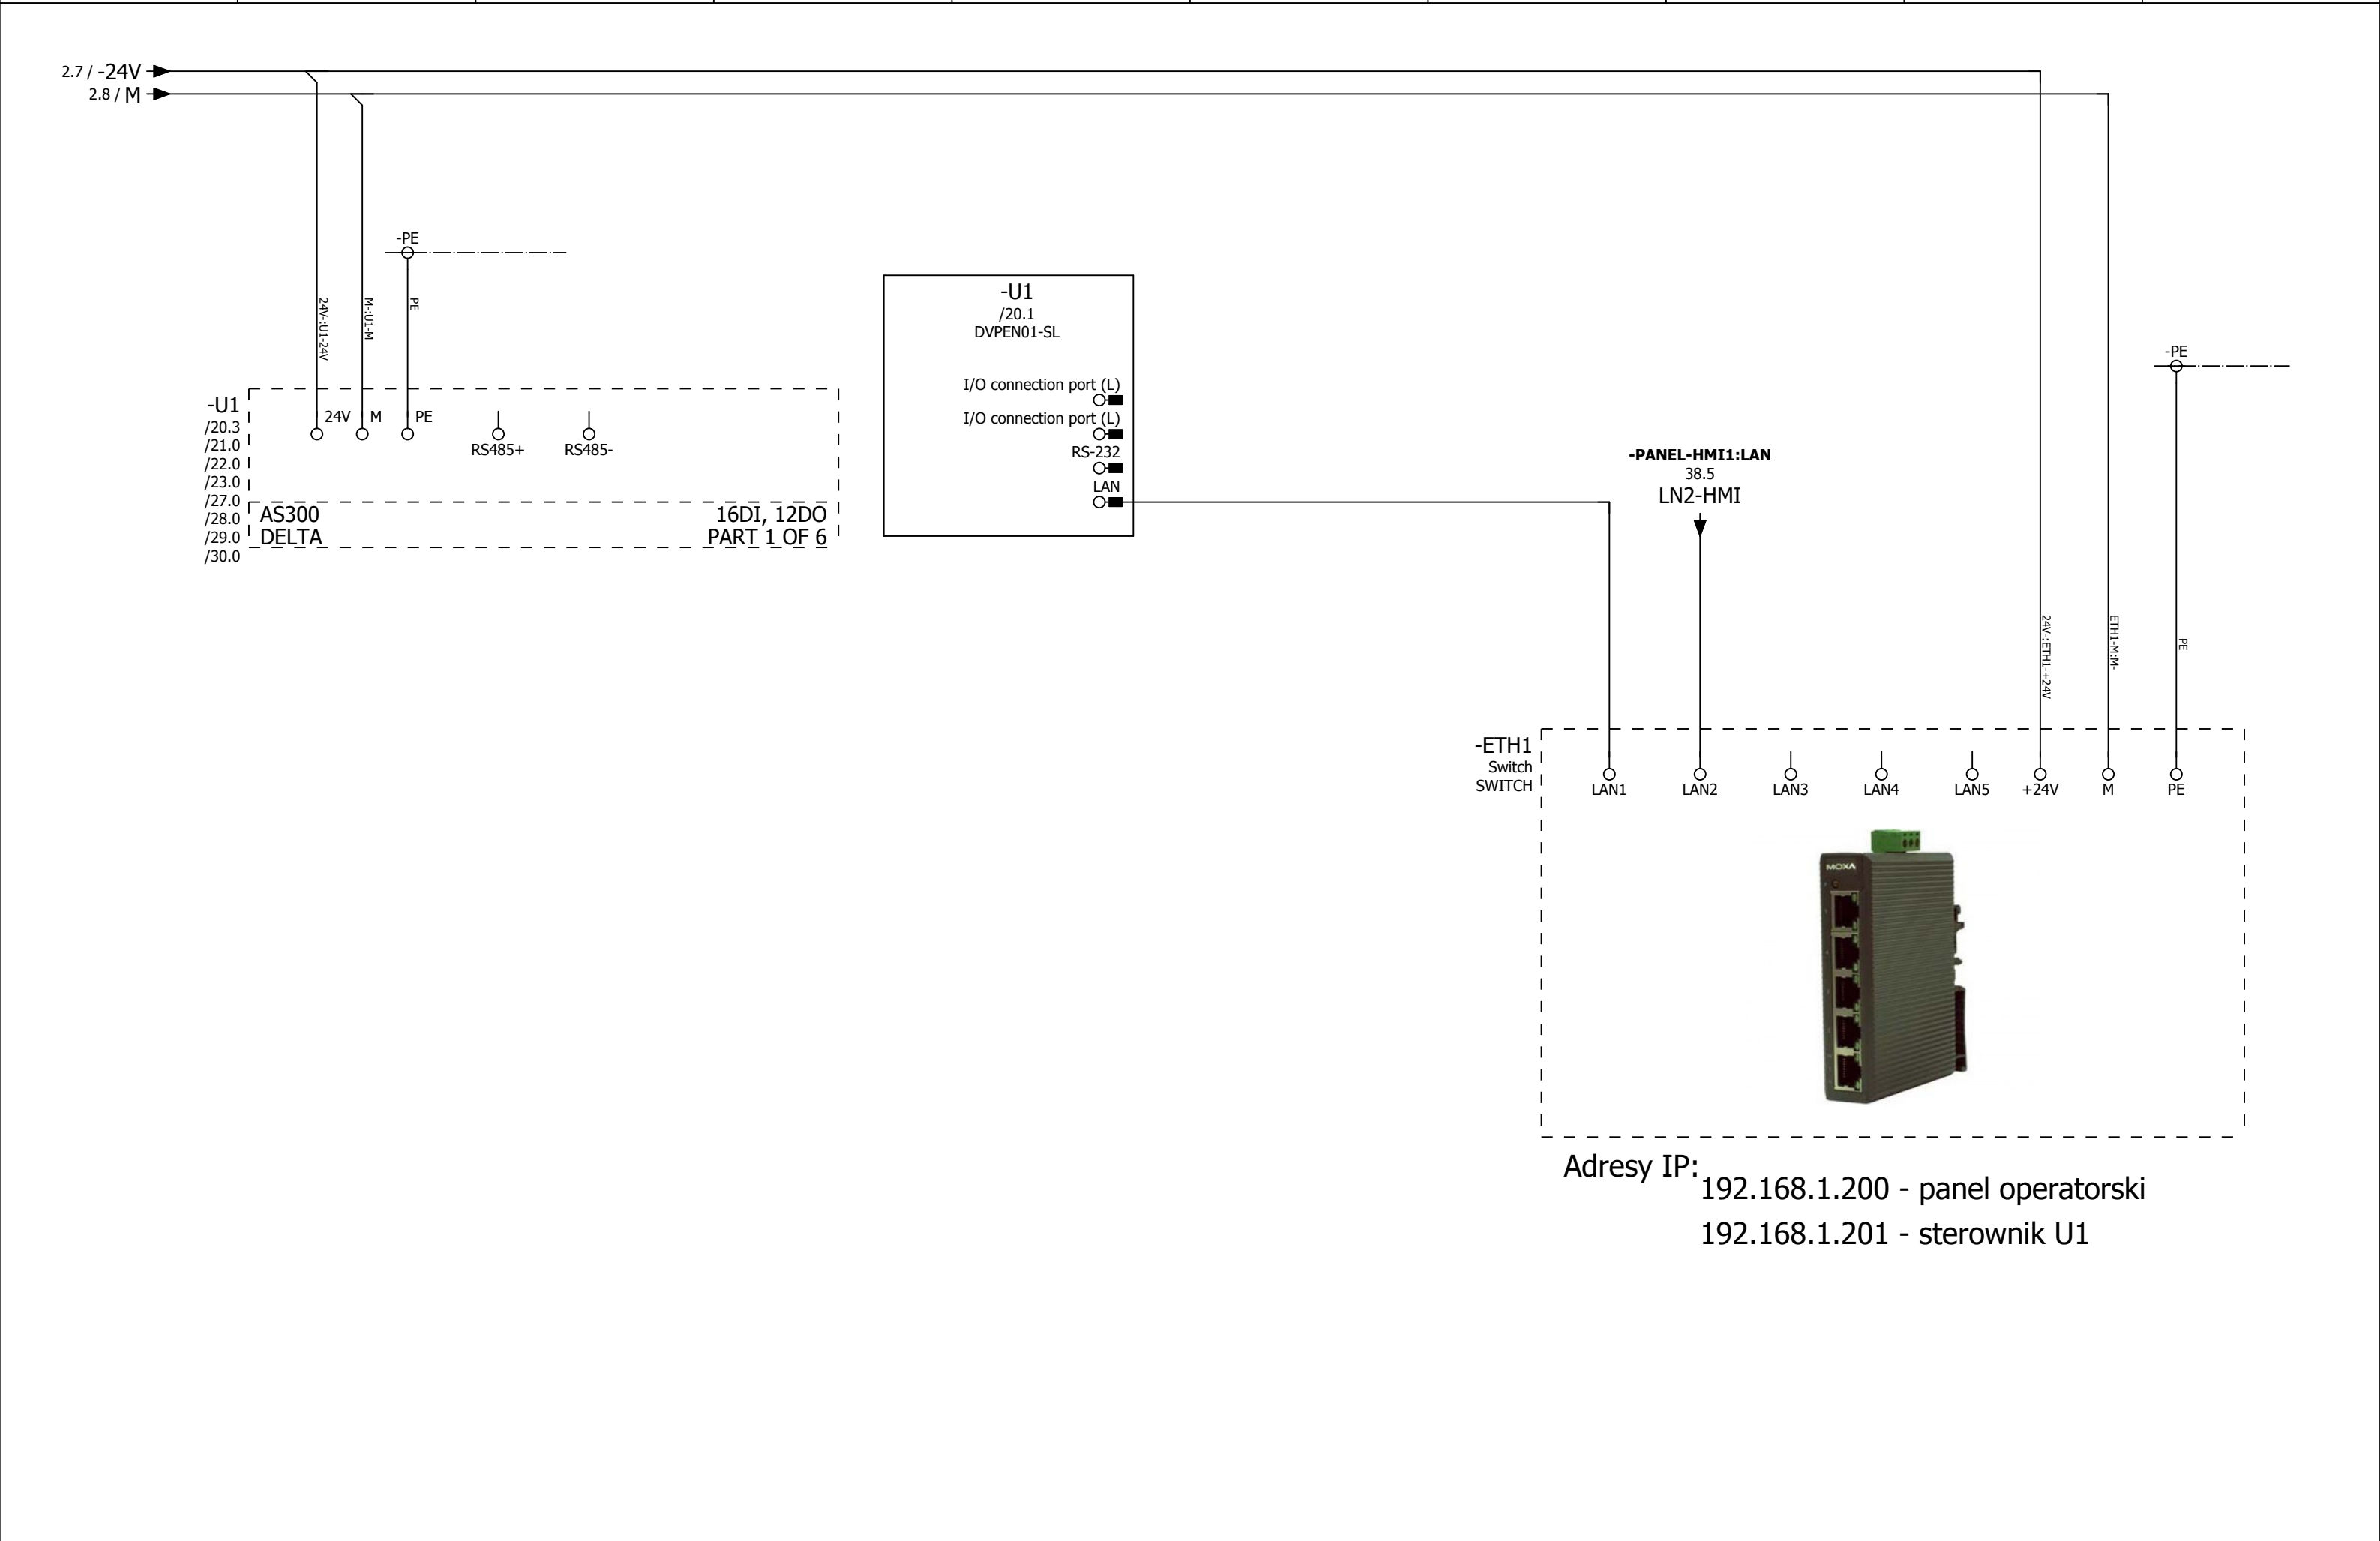 2.7 / -24V
2.8 / M
-PE
24V-:U1-24V
M-:U1-M
PE
-U1
/20.3
/21.0
/22.0
/23.0
/27.0
/28.0
/29.0
/30.0
24V
M
PE
RS485+
RS485-
AS300
DELTA
16DI, 12DO
PART 1 OF 6
-U1
/20.1
DVPEN01-SL
I/O connection port (L)
I/O connection port (L)
RS-232
LAN
-PANEL-HMI1:LAN
38.5
LN2-HMI
-PE
24V-:ETH1-+24V
ETH1-M:M-
PE
-ETH1
Switch
SWITCH
LAN1
LAN2
LAN3
LAN4
LAN5
+24V
M
PE
MOXA
Adresy IP:
192.168.1.200 - panel operatorski
192.168.1.201 - sterownik U1